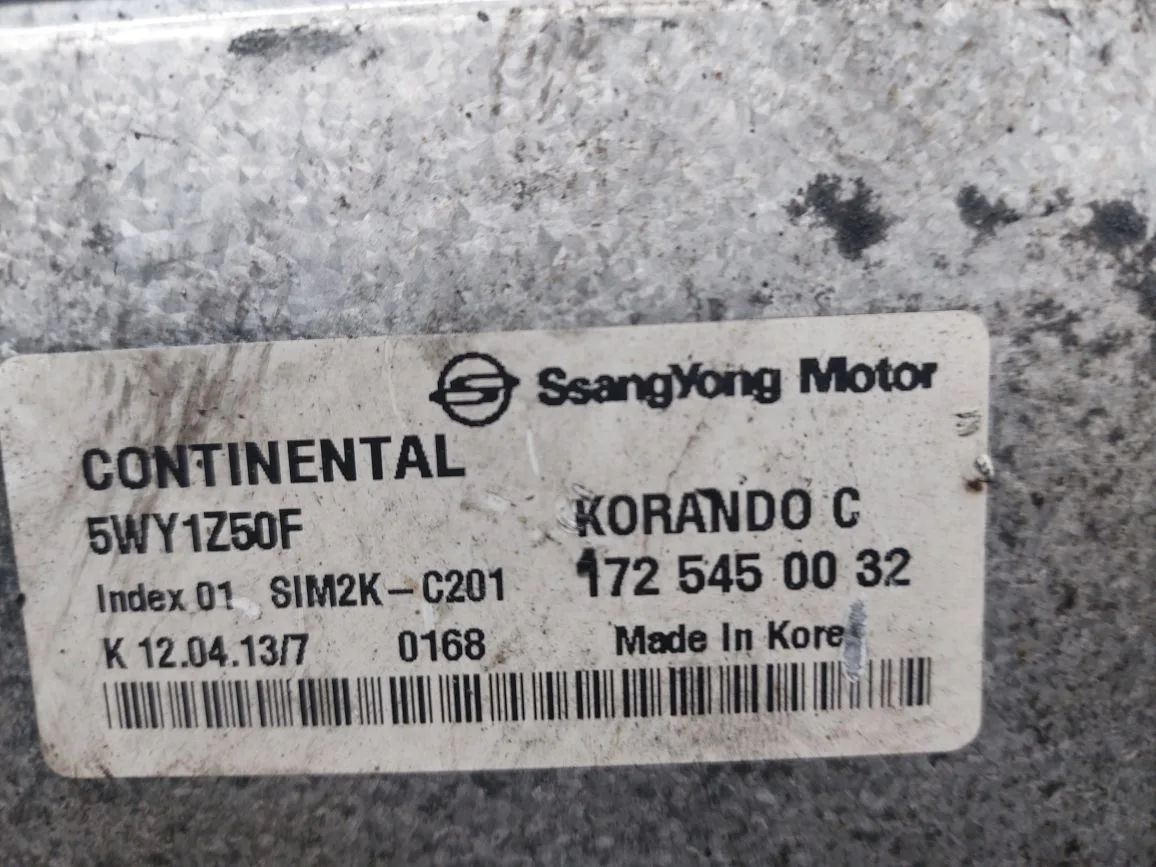 SsangYong Motor
CONTINENTAL
5WY1Z50F
KORANDO C
Index 01 SIM2K-C201
172 545 00 32
K 12.04.13/7 0168
Made In Kore